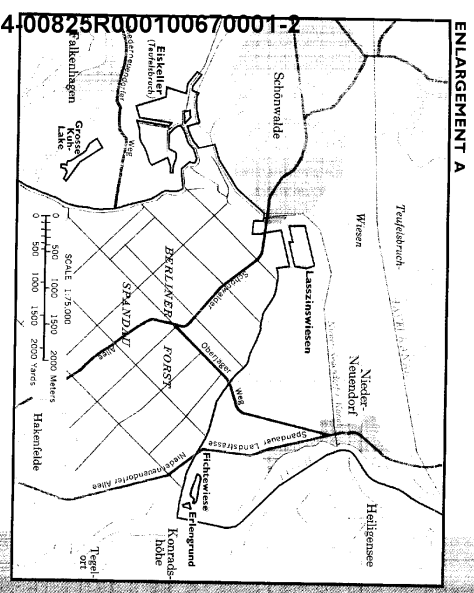 4-00825R000100670001-2
ENLARGEMENT A
Falkenhagen
Niederneuendorfer
Weg
Eiskeller
(Teufelsbruch)
Schönwalde
Grosse
Kuh-
Lake
Teufelsbruch
Wiesen
Lasszinswiesen
Schönwalder
Allee
BERLINER
FORST
SPANDAU
Oberjäger
Weg
Nieder-
Neuendorf
Spandauer Landstrasse
Niederneuendorfer Allee
Fichtewiese
Erlengrund
Heiligensee
Konrads-
höhe
Tegel-
ort
Hakenfelde
SCALE 1:75,000
0 500 1000 1500 2000 Meters
0 500 1000 1500 2000 Yards